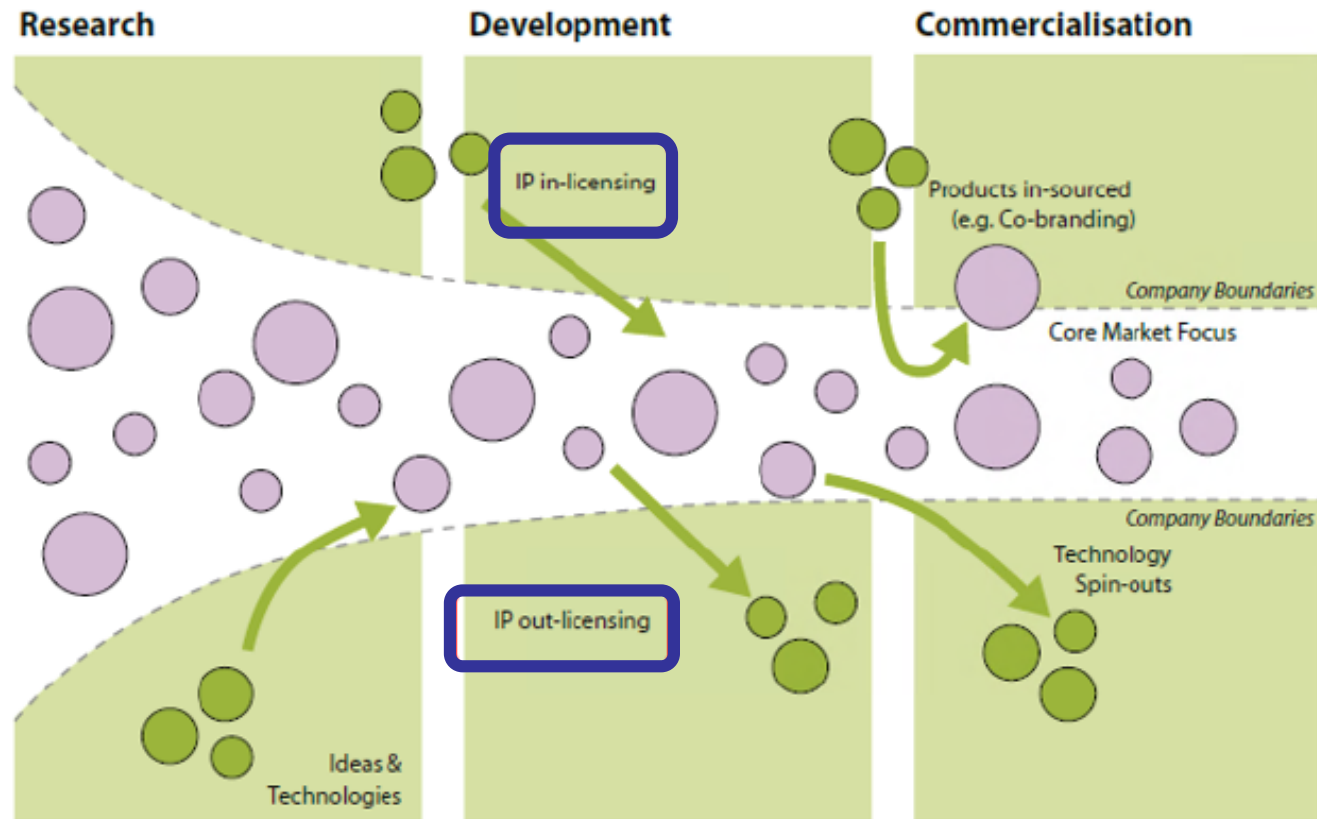 Research
Development
Commercialisation
IP in-licensing
Products in-sourced
(e.g. Co-branding)
Company Boundaries
Core Market Focus
Company Boundaries
Technology
Spin-outs
IP out-licensing
Ideas &
Technologies